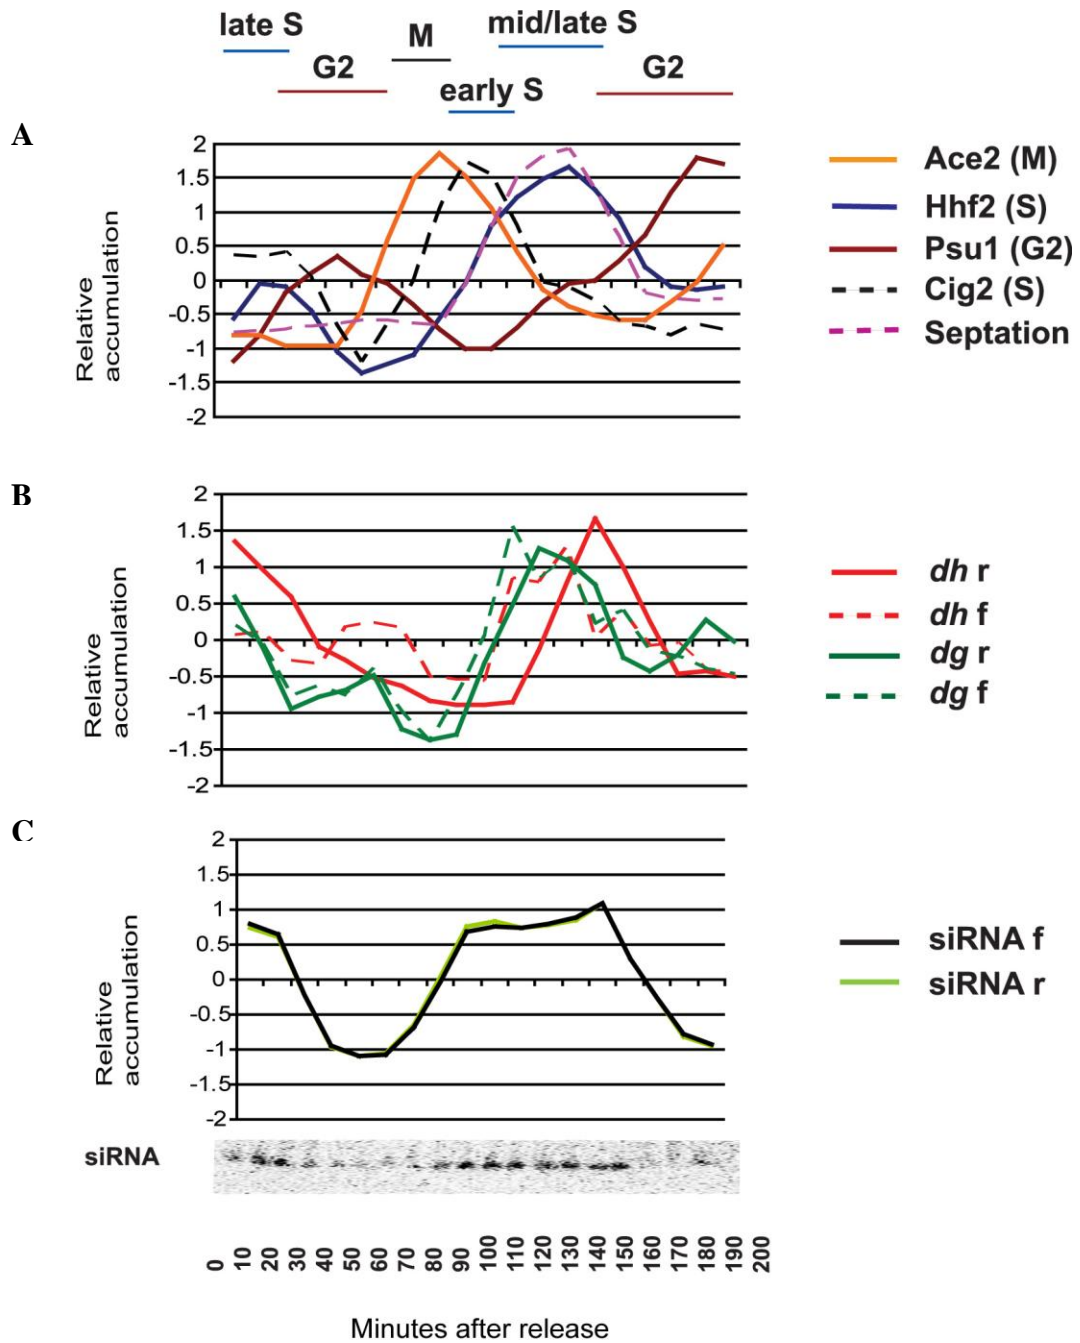 late S
G2
M
early S
mid/late S
G2
A
2
1.5
1
0.5
0
-0.5
-1
-1.5
-2
Relative
accumulation
Ace2 (M)
Hhf2 (S)
Psu1 (G2)
Cig2 (S)
Septation
B
2
1.5
1
0.5
0
-0.5
-1
-1.5
-2
Relative
accumulation
dh r
dh f
dg r
dg f
C
2
1.5
1
0.5
0
-0.5
-1
-1.5
-2
Relative
accumulation
siRNA f
siRNA r
siRNA
0 10 20 30 40 50 60 70 80 90 100 110 120 130 140 150 160 170 180 190 200
Minutes after release